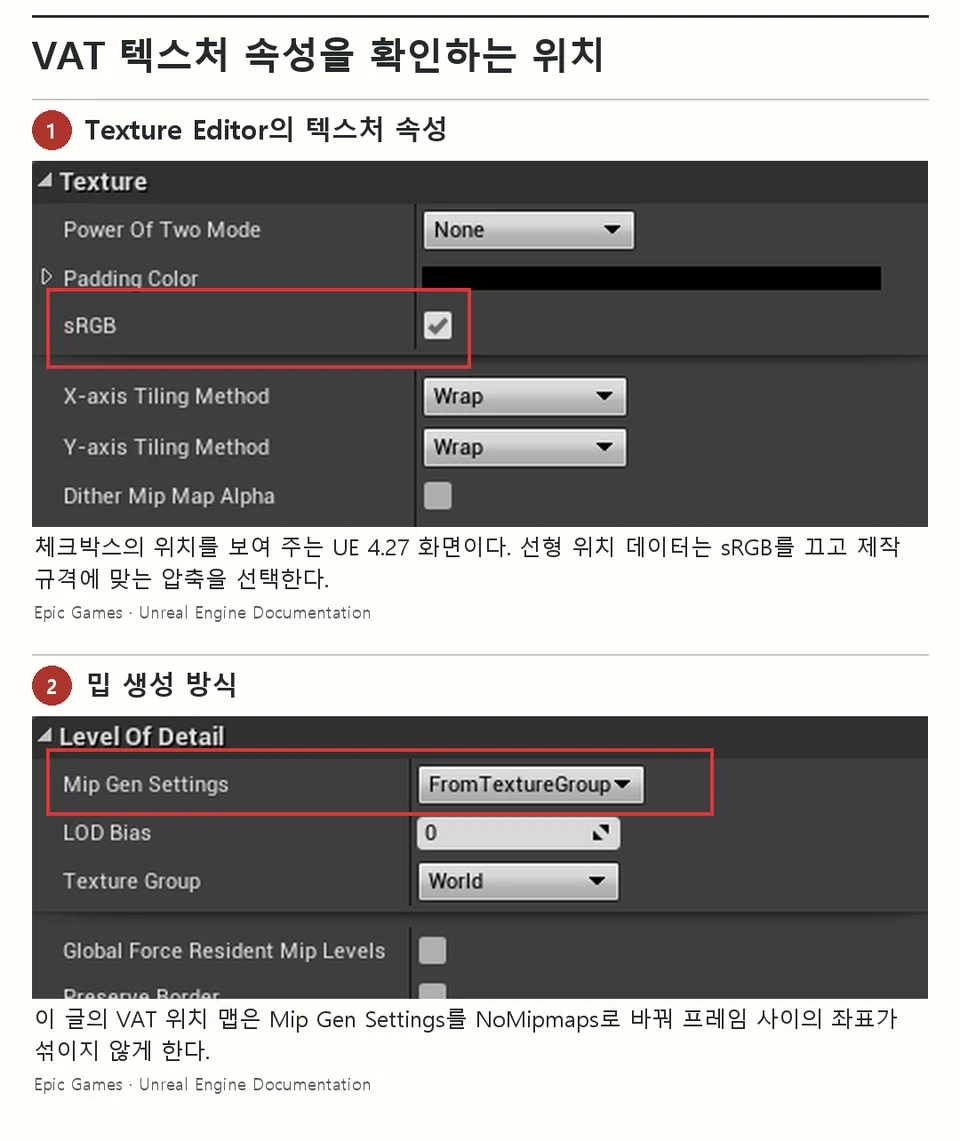 VAT 텍스처 속성을 확인하는 위치
1 Texture Editor의 텍스처 속성
Texture
Power Of Two Mode None
Padding Color
sRGB
X-axis Tiling Method Wrap
Y-axis Tiling Method Wrap
Dither Mip Map Alpha
체크박스의 위치를 보여 주는 UE 4.27 화면이다. 선형 위치 데이터는 sRGB를 끄고 제작
규격에 맞는 압축을 선택한다.
Epic Games · Unreal Engine Documentation
2 밉 생성 방식
Level Of Detail
Mip Gen Settings FromTextureGroup
LOD Bias 0
Texture Group World
Global Force Resident Mip Levels
Preserve Border
이 글의 VAT 위치 맵은 Mip Gen Settings를 NoMipmaps로 바꿔 프레임 사이의 좌표가
섞이지 않게 한다.
Epic Games · Unreal Engine Documentation